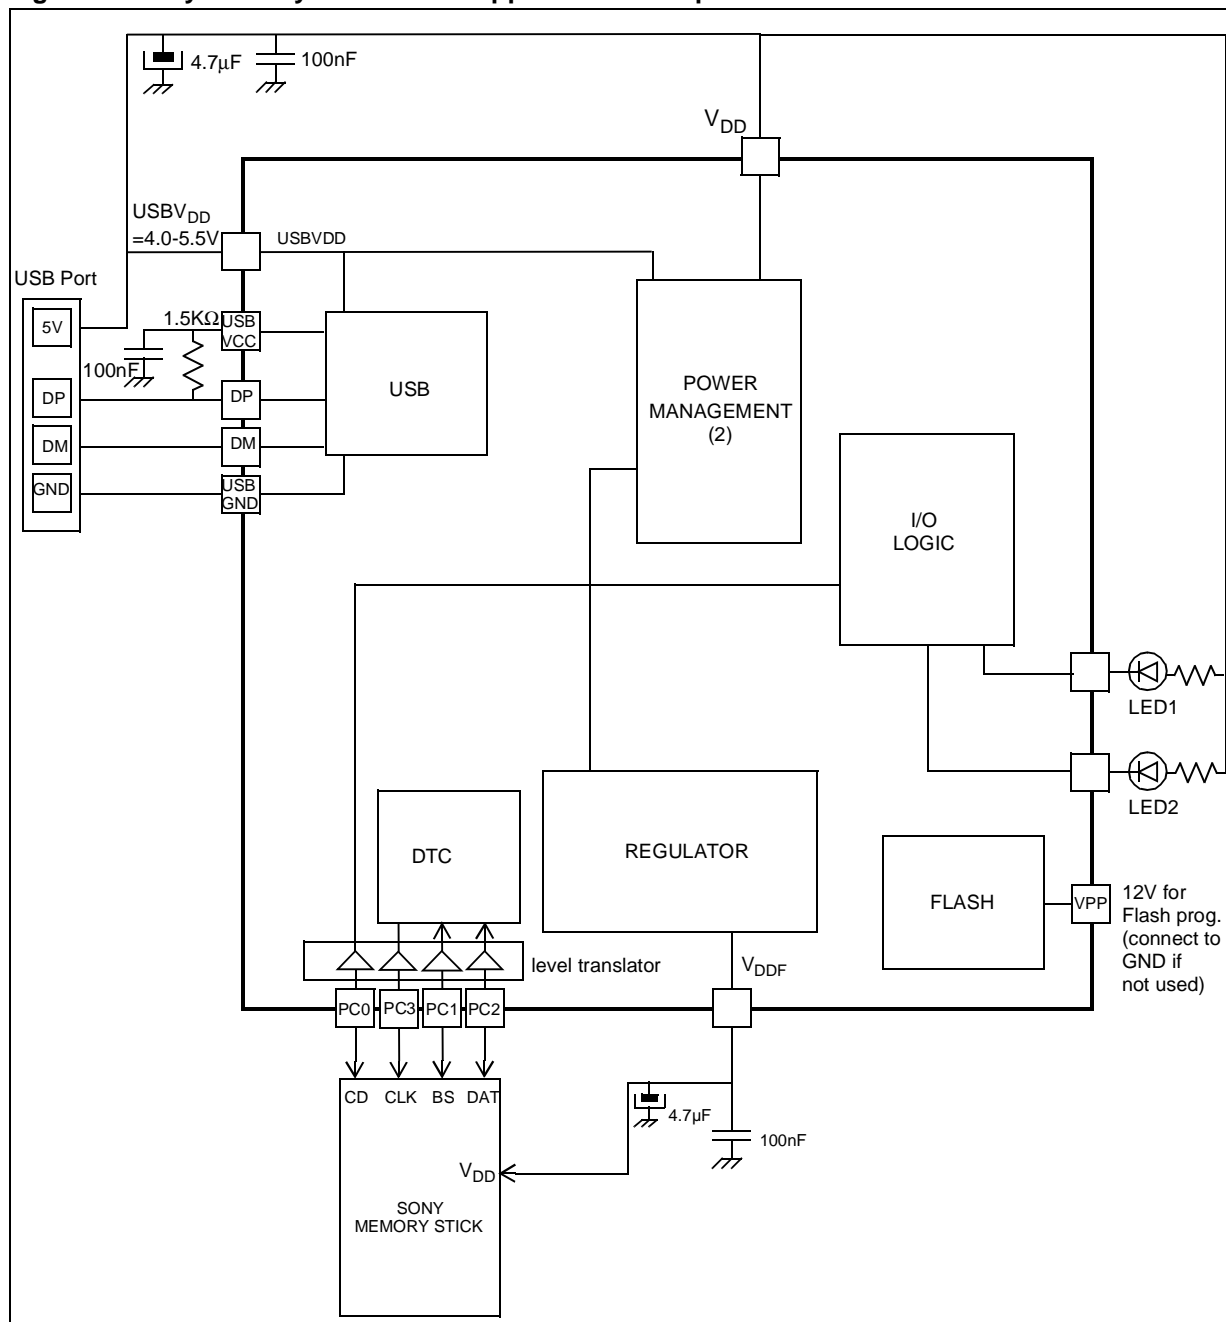 4.7μF
100nF
VDD
USBVDD
=4.0-5.5V
USBVDD
USB Port
5V
1.5KΩ
USB
VCC
100nF
DP
DP
DM
DM
GND
USB
GND
USB
POWER
MANAGEMENT
(2)
I/O
LOGIC
LED1
LED2
DTC
REGULATOR
FLASH
VPP
12V for
Flash prog.
(connect to
GND if
not used)
level translator
VDDF
PC0
PC3
PC1
PC2
CD
CLK
BS
DAT
4.7μF
100nF
VDD
SONY
MEMORY STICK